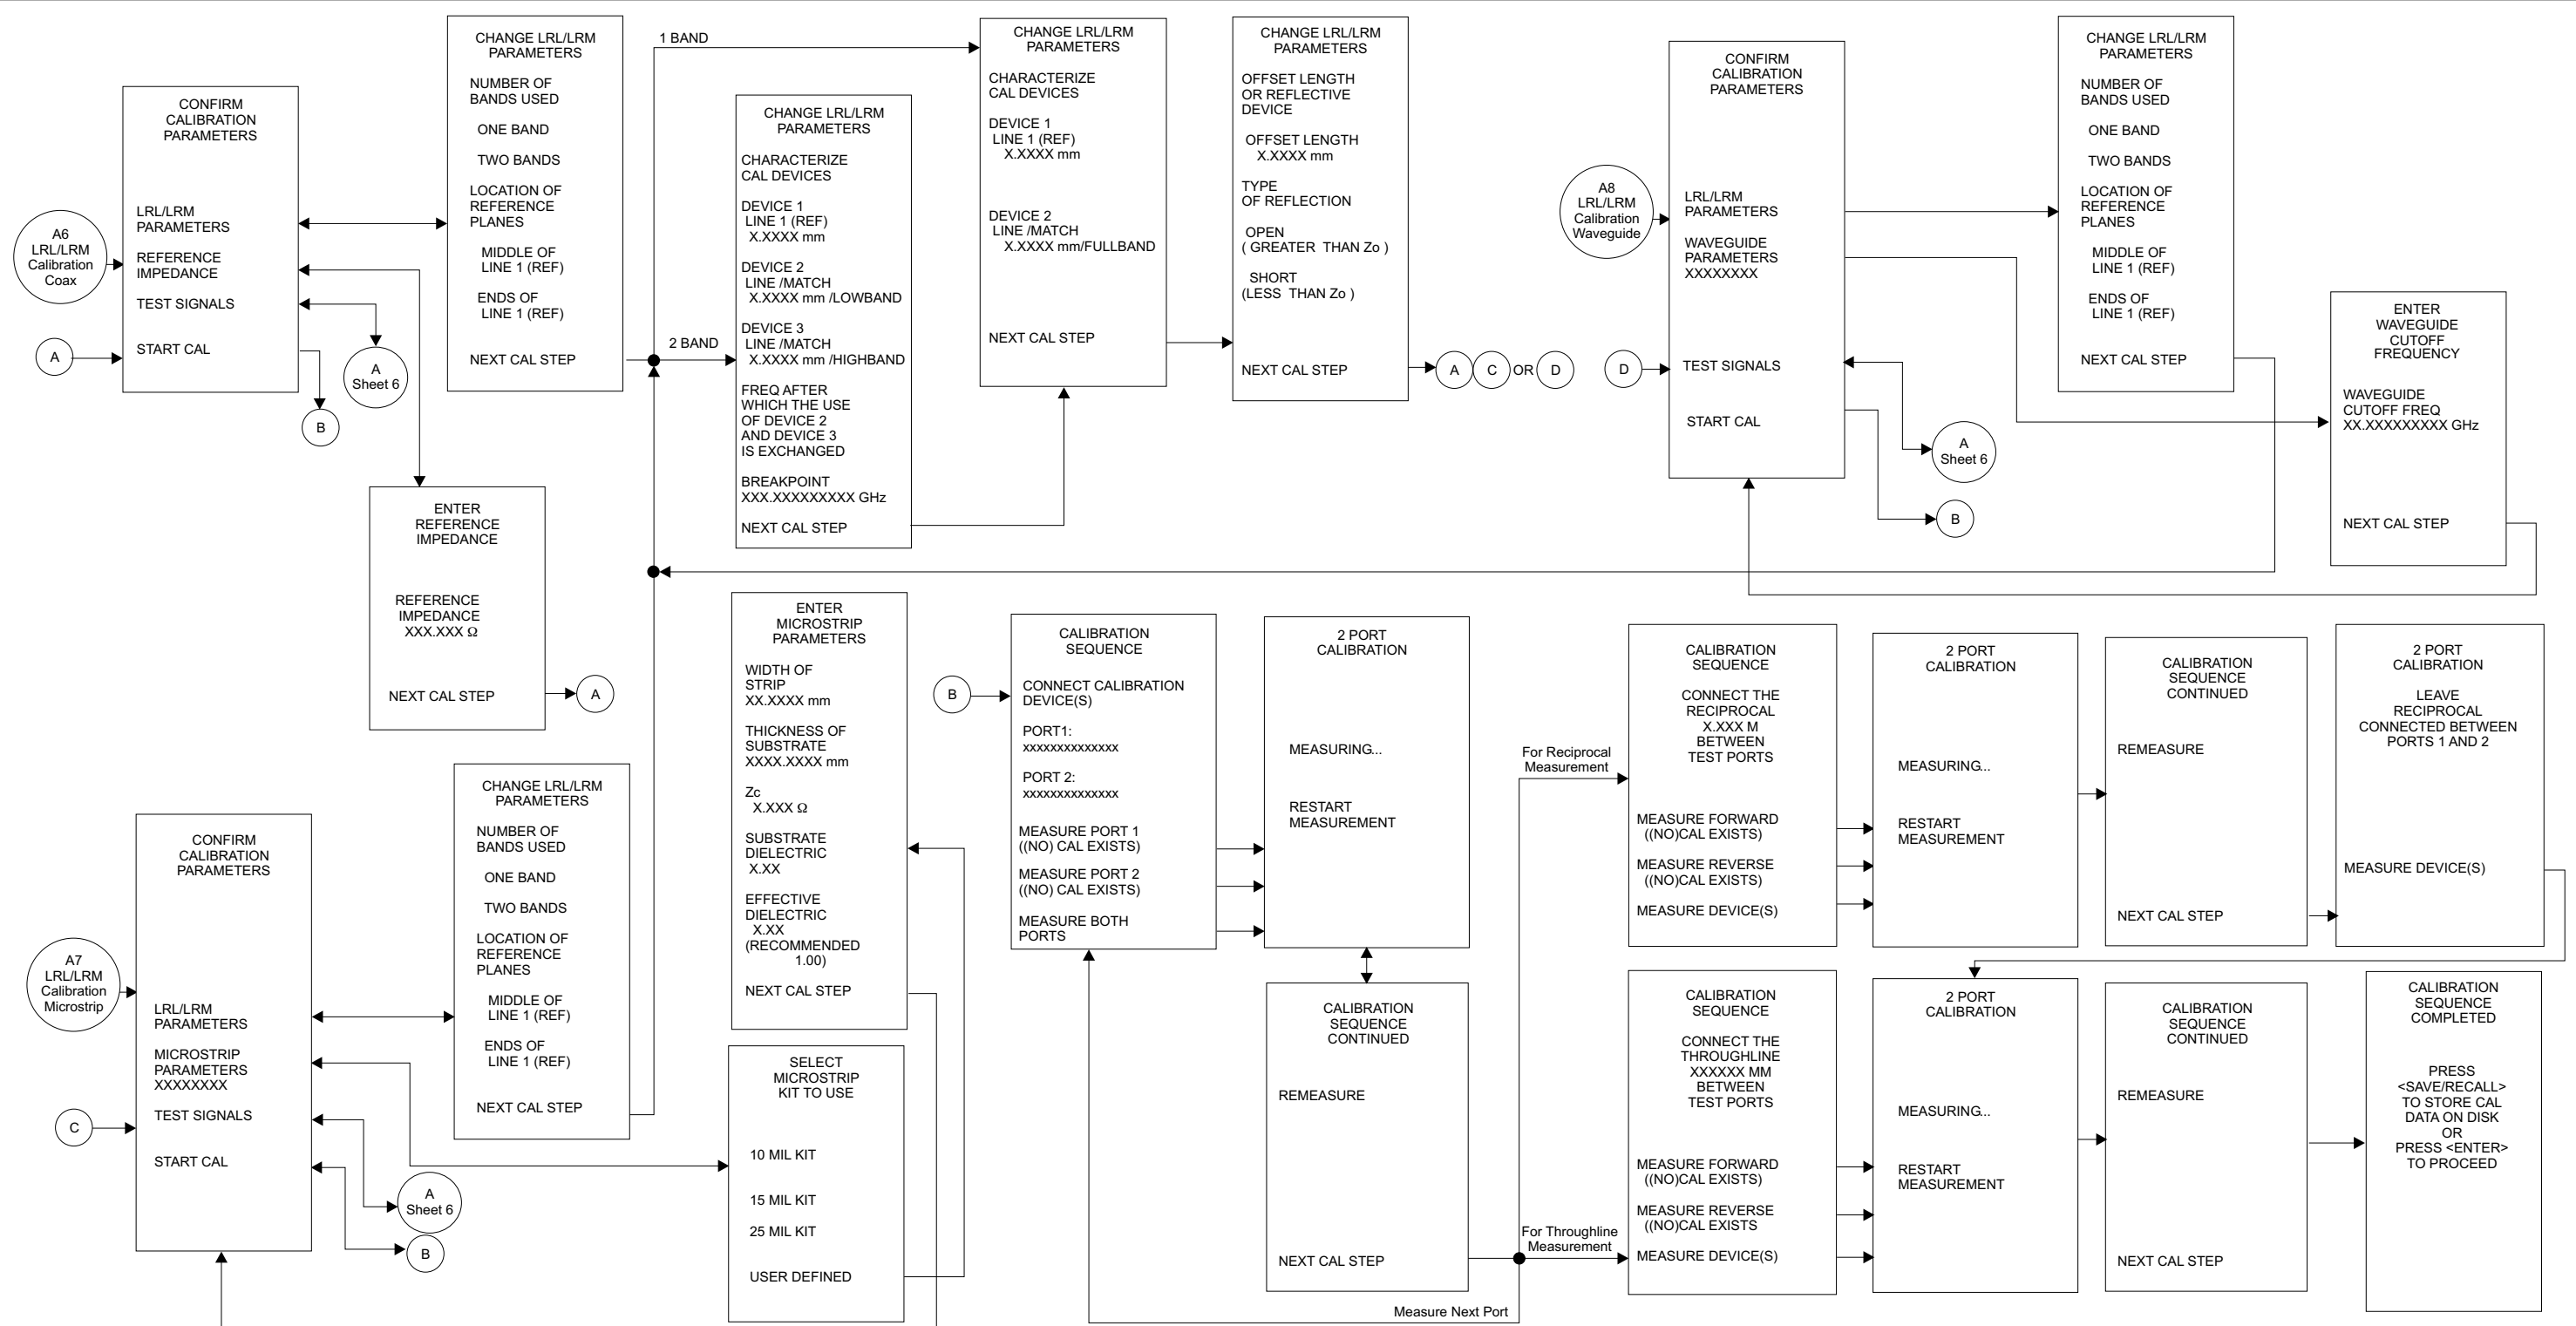 A6
LRL/LRM
Calibration
Coax
A
CONFIRM
CALIBRATION
PARAMETERS
LRL/LRM
PARAMETERS
REFERENCE
IMPEDANCE
TEST SIGNALS
START CAL
A
Sheet 6
B
CHANGE LRL/LRM
PARAMETERS
NUMBER OF
BANDS USED
ONE BAND
TWO BANDS
LOCATION OF
REFERENCE
PLANES
MIDDLE OF
LINE 1 (REF)
ENDS OF
LINE 1 (REF)
NEXT CAL STEP
1 BAND
2 BAND
CHANGE LRL/LRM
PARAMETERS
CHARACTERIZE
CAL DEVICES
DEVICE 1
LINE 1 (REF)
X.XXXX mm
DEVICE 2
LINE /MATCH
X.XXXX mm /LOWBAND
DEVICE 3
LINE /MATCH
X.XXXX mm /HIGHBAND
FREQ AFTER
WHICH THE USE
OF DEVICE 2
AND DEVICE 3
IS EXCHANGED
BREAKPOINT
XXX.XXXXXXXXX GHz
NEXT CAL STEP
CHANGE LRL/LRM
PARAMETERS
CHARACTERIZE
CAL DEVICES
DEVICE 1
LINE 1 (REF)
X.XXXX mm
DEVICE 2
LINE /MATCH
X.XXXX mm/FULLBAND
NEXT CAL STEP
CHANGE LRL/LRM
PARAMETERS
OFFSET LENGTH
OR REFLECTIVE
DEVICE
OFFSET LENGTH
X.XXXX mm
TYPE
OF REFLECTION
OPEN
( GREATER THAN Zo )
SHORT
(LESS THAN Zo )
NEXT CAL STEP
A C OR D
A8
LRL/LRM
Calibration
Waveguide
D
CONFIRM
CALIBRATION
PARAMETERS
LRL/LRM
PARAMETERS
WAVEGUIDE
PARAMETERS
XXXXXXXX
TEST SIGNALS
START CAL
A
Sheet 6
B
CHANGE LRL/LRM
PARAMETERS
NUMBER OF
BANDS USED
ONE BAND
TWO BANDS
LOCATION OF
REFERENCE
PLANES
MIDDLE OF
LINE 1 (REF)
ENDS OF
LINE 1 (REF)
NEXT CAL STEP
ENTER
WAVEGUIDE
CUTOFF
FREQUENCY
WAVEGUIDE
CUTOFF FREQ
XX.XXXXXXXXX GHz
NEXT CAL STEP
ENTER
REFERENCE
IMPEDANCE
REFERENCE
IMPEDANCE
XXX.XXX Ω
NEXT CAL STEP
A
A7
LRL/LRM
Calibration
Microstrip
C
CONFIRM
CALIBRATION
PARAMETERS
LRL/LRM
PARAMETERS
MICROSTRIP
PARAMETERS
XXXXXXXX
TEST SIGNALS
START CAL
A
Sheet 6
B
CHANGE LRL/LRM
PARAMETERS
NUMBER OF
BANDS USED
ONE BAND
TWO BANDS
LOCATION OF
REFERENCE
PLANES
MIDDLE OF
LINE 1 (REF)
ENDS OF
LINE 1 (REF)
NEXT CAL STEP
ENTER
MICROSTRIP
PARAMETERS
WIDTH OF
STRIP
XX.XXXX mm
THICKNESS OF
SUBSTRATE
XXXX.XXXX mm
Zc
X.XXX Ω
SUBSTRATE
DIELECTRIC
X.XX
EFFECTIVE
DIELECTRIC
X.XX
(RECOMMENDED
1.00)
NEXT CAL STEP
SELECT
MICROSTRIP
KIT TO USE
10 MIL KIT
15 MIL KIT
25 MIL KIT
USER DEFINED
B
CALIBRATION
SEQUENCE
CONNECT CALIBRATION
DEVICE(S)
PORT1:
xxxxxxxxxxxxxx
PORT 2:
xxxxxxxxxxxxxx
MEASURE PORT 1
((NO) CAL EXISTS)
MEASURE PORT 2
((NO) CAL EXISTS)
MEASURE BOTH
PORTS
2 PORT
CALIBRATION
MEASURING...
RESTART
MEASUREMENT
CALIBRATION
SEQUENCE
CONTINUED
REMEASURE
NEXT CAL STEP
Measure Next Port
For Reciprocal
Measurement
For Throughline
Measurement
CALIBRATION
SEQUENCE
CONNECT THE
RECIPROCAL
X.XXX M
BETWEEN
TEST PORTS
MEASURE FORWARD
((NO)CAL EXISTS)
MEASURE REVERSE
((NO)CAL EXISTS)
MEASURE DEVICE(S)
2 PORT
CALIBRATION
MEASURING...
RESTART
MEASUREMENT
CALIBRATION
SEQUENCE
CONTINUED
REMEASURE
NEXT CAL STEP
2 PORT
CALIBRATION
LEAVE
RECIPROCAL
CONNECTED BETWEEN
PORTS 1 AND 2
MEASURE DEVICE(S)
CALIBRATION
SEQUENCE
CONNECT THE
THROUGHLINE
XXXXXX MM
BETWEEN
TEST PORTS
MEASURE FORWARD
((NO)CAL EXISTS)
MEASURE REVERSE
((NO)CAL EXISTS
MEASURE DEVICE(S)
2 PORT
CALIBRATION
MEASURING...
RESTART
MEASUREMENT
CALIBRATION
SEQUENCE
CONTINUED
REMEASURE
NEXT CAL STEP
CALIBRATION
SEQUENCE
COMPLETED
PRESS
<SAVE/RECALL>
TO STORE CAL
DATA ON DISK
OR
PRESS <ENTER>
TO PROCEED